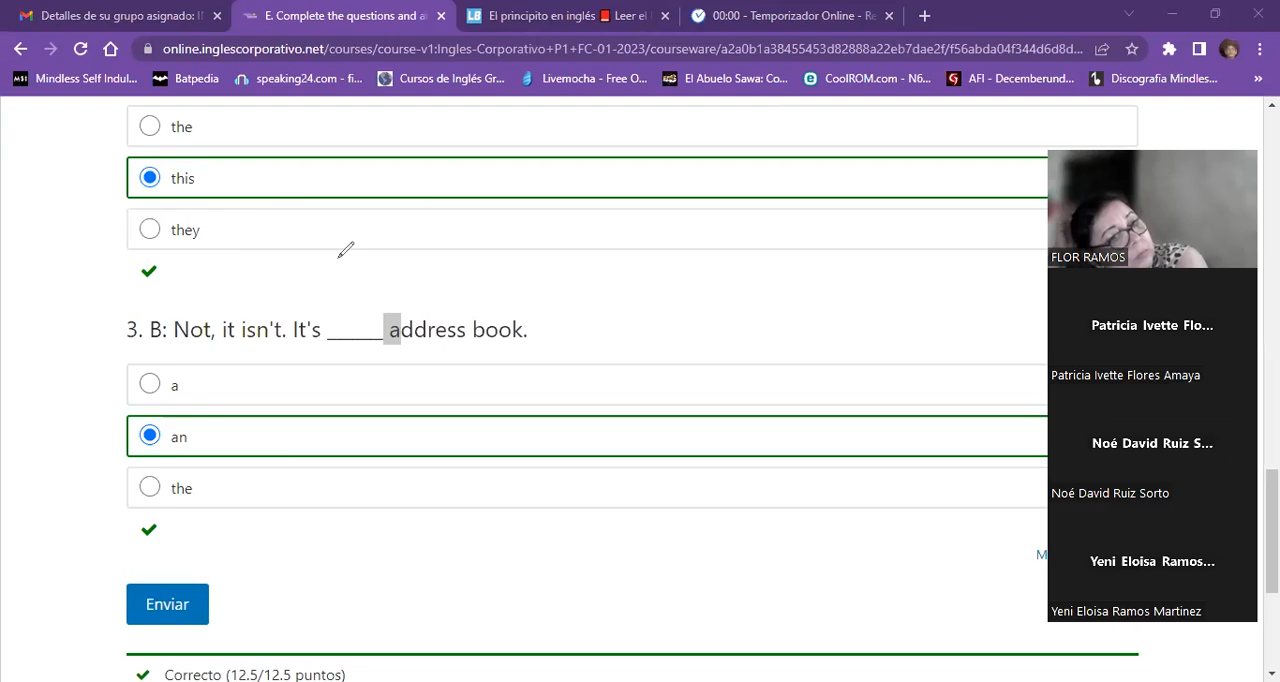 Detalles de su grupo asignado: I
E. Complete the questions and a
El principito en inglés 📕 Leer el
00:00 - Temporizador Online - Re
online.inglescorporativo.net/courses/course-v1:Ingles-Corporativo+P1+FC-01-2023/courseware/a2a0b1a38455453d82888a22eb7dae2f/f56abda04f344d6d8d...
Mindless Self Indul...
Batpedia
speaking24.com - fi...
Cursos de Inglés Gr...
Livemocha - Free O...
El Abuelo Sawa: Co...
CoolROM.com - N6...
AFI - Decemberund...
Discografia Mindles...
»
the
this
they
3. B: Not, it isn't. It's _____ address book.
a
an
the
M
Enviar
Correcto (12.5/12.5 puntos)
FLOR RAMOS
Patricia Ivette Flo...
Patricia Ivette Flores Amaya
Noé David Ruiz S...
Noé David Ruiz Sorto
Yeni Eloisa Ramos...
Yeni Eloisa Ramos Martinez